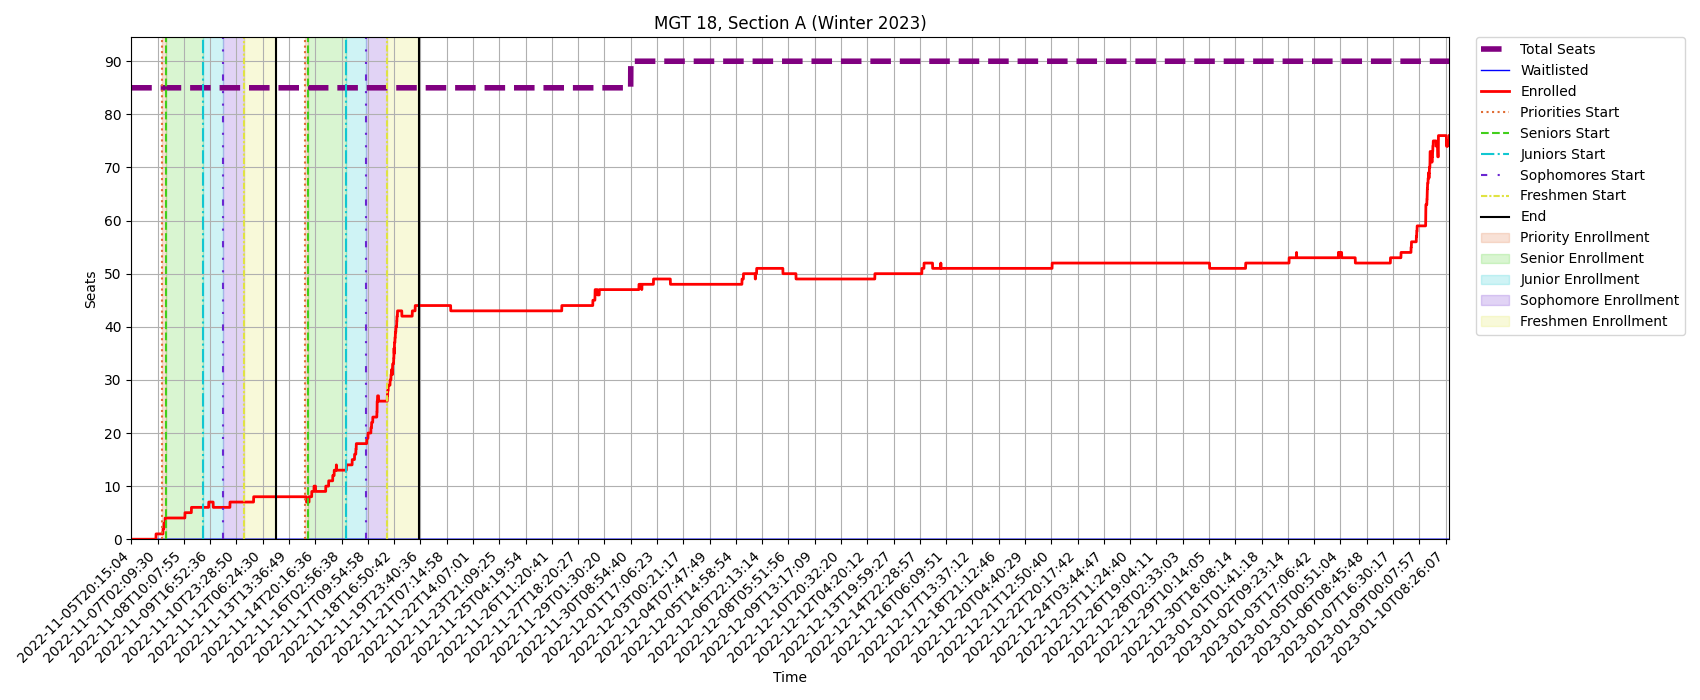 MGT 18, Section A (Winter 2023)
Total Seats
Waitlisted
Enrolled
Priorities Start
Seniors Start
Juniors Start
Sophomores Start
Freshmen Start
End
Priority Enrollment
Senior Enrollment
Junior Enrollment
Sophomore Enrollment
Freshmen Enrollment
Seats
90
80
70
60
50
40
30
20
10
0
2022-11-05T20:15:04
2022-11-07T02:09:30
2022-11-08T10:07:55
2022-11-09T16:52:36
2022-11-10T23:28:50
2022-11-12T06:24:30
2022-11-13T13:36:49
2022-11-14T20:16:36
2022-11-16T02:56:38
2022-11-17T09:54:58
2022-11-18T16:50:42
2022-11-19T23:40:36
2022-11-22T14:07:14:58
2022-11-23T21:09:25
2022-11-25T04:19:54
2022-11-26T11:20:41
2022-11-27T18:20:27
2022-11-29T01:30:20
2022-11-30T08:54:40
2022-12-01T17:06:23
2022-12-03T00:21:17
2022-12-04T07:47:49
2022-12-05T14:58:54
2022-12-06T22:13:14
2022-12-08T05:51:56
2022-12-09T13:17:09
2022-12-10T20:32:20
2022-12-12T04:20:12
2022-12-13T13:59:27
2022-12-14T22:28:57
2022-12-16T06:09:51
2022-12-17T13:37:12
2022-12-18T21:12:46
2022-12-20T04:40:29
2022-12-21T12:50:40
2022-12-22T20:17:42
2022-12-24T03:44:47
2022-12-25T11:24:40
2022-12-26T19:04:11
2022-12-28T02:33:03
2022-12-29T10:14:05
2022-12-30T18:08:14
2023-01-01T01:41:18
2023-01-02T09:23:14
2023-01-03T17:06:42
2023-01-05T00:51:04
2023-01-06T08:45:48
2023-01-07T16:30:17
2023-01-09T00:07:57
2023-01-10T08:26:07
Time